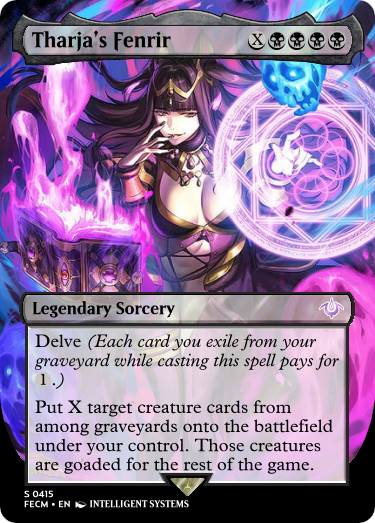 Tharja's Fenrir X
Legendary Sorcery
Delve (Each card you exile from your
graveyard while casting this spell pays for
1.)
Put X target creature cards from
among graveyards onto the battlefield
under your control. Those creatures
are goaded for the rest of the game.
S 0415
FECM • EN INTELLIGENT SYSTEMS